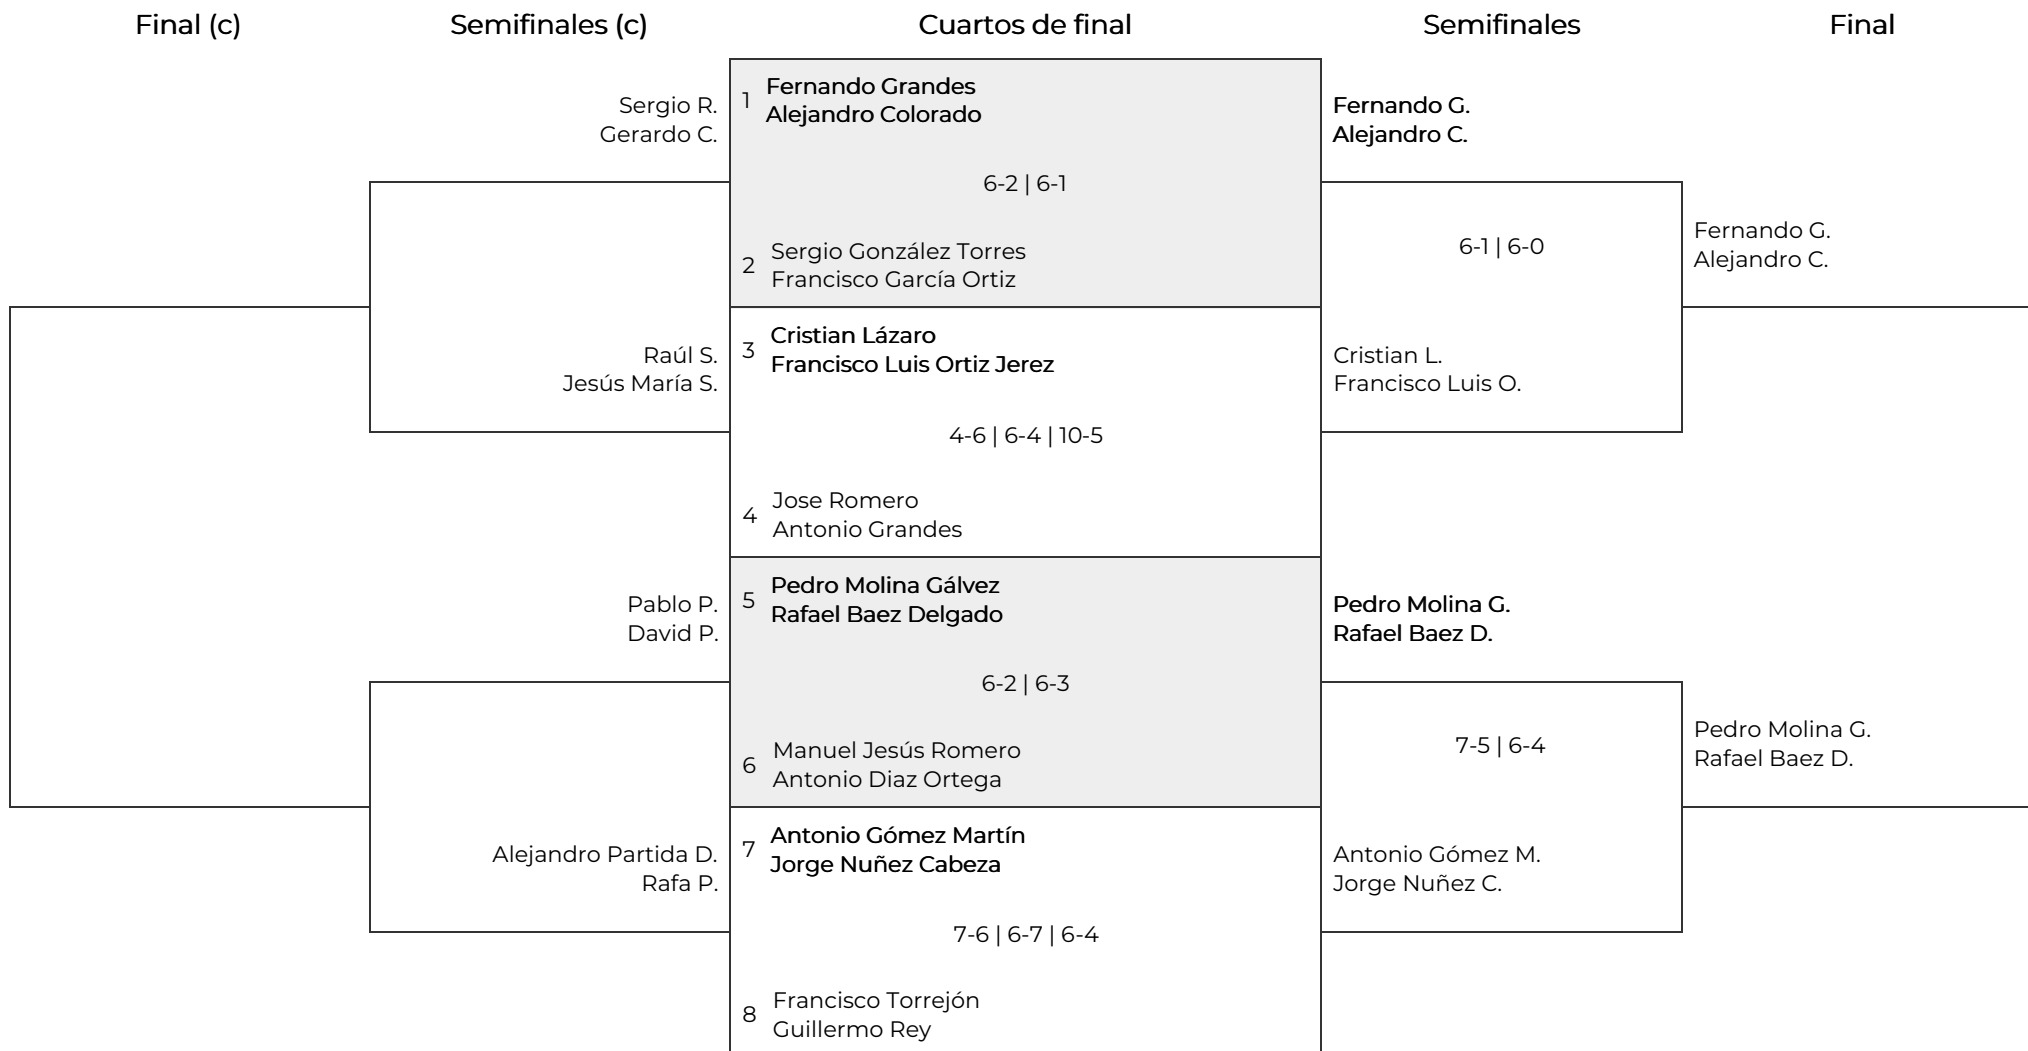 Final (c)
Semifinales (c)
Cuartos de final
Semifinales
Final
Sergio R.
Gerardo C.
Raúl S.
Jesús María S.
Pablo P.
David P.
Alejandro Partida D.
Rafa P.
1
Fernando Grandes
Alejandro Colorado
6-2 | 6-1
2
Sergio González Torres
Francisco García Ortiz
3
Cristian Lázaro
Francisco Luis Ortiz Jerez
4-6 | 6-4 | 10-5
4
Jose Romero
Antonio Grandes
5
Pedro Molina Gálvez
Rafael Baez Delgado
6-2 | 6-3
6
Manuel Jesús Romero
Antonio Diaz Ortega
7
Antonio Gómez Martín
Jorge Nuñez Cabeza
7-6 | 6-7 | 6-4
8
Francisco Torrejón
Guillermo Rey
Fernando G.
Alejandro C.
6-1 | 6-0
Cristian L.
Francisco Luis O.
Pedro Molina G.
Rafael Baez D.
7-5 | 6-4
Antonio Gómez M.
Jorge Nuñez C.
Fernando G.
Alejandro C.
Pedro Molina G.
Rafael Baez D.